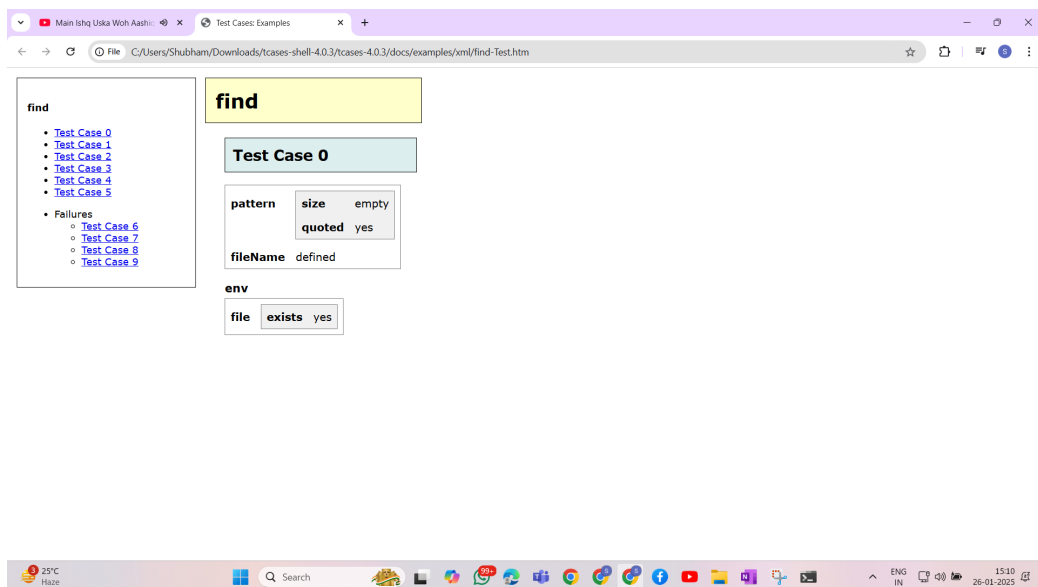 Main Ishq Uska Woh Aashiq
Test Cases: Examples
File C:/Users/Shubham/Downloads/tcases-shell-4.0.3/tcases-4.0.3/docs/examples/xml/find-Test.htm
S
find
Test Case 0
Test Case 1
Test Case 2
Test Case 3
Test Case 4
Test Case 5
Failures
Test Case 6
Test Case 7
Test Case 8
Test Case 9
find
Test Case 0
pattern size empty
quoted yes
fileName defined
env
file exists yes
3 25°C
Haze
Search
99+
ENG
IN
15:10
26-01-2025